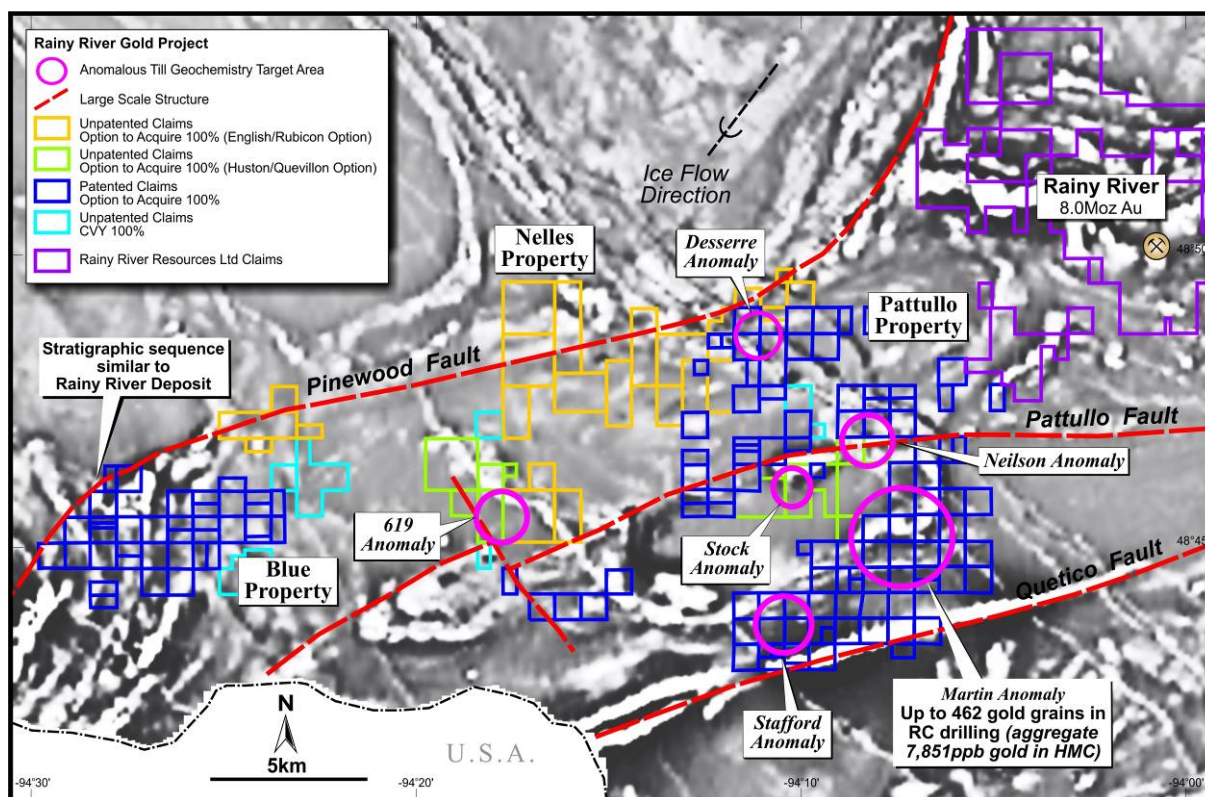 Rainy River Gold Project
Anomalous Till Geochemistry Target Area
Large Scale Structure
Unpatented Claims
Option to Acquire 100% (English/Rubicon Option)
Unpatented Claims
Option to Acquire 100% (Huston/Quevillon Option)
Patented Claims
Option to Acquire 100%
Unpatented Claims
CVY 100%
Rainy River Resources Ltd Claims
Ice Flow
Direction
Rainy River
8.0Moz Au
48°50
Nelles
Property
Desserre
Anomaly
Pattullo
Property
Stratigraphic sequence
similar to
Rainy River Deposit
Pinewood Fault
Pattullo Fault
Neilson Anomaly
619
Anomaly
Stock
Anomaly
48°45
Blue
Property
Quetico Fault
Martin Anomaly
Up to 462 gold grains in
RC drilling (aggregate
7,851ppb gold in HMC)
Stafford
Anomaly
N
5km
U.S.A.
-94°30
-94°20
-94°10
-94°00